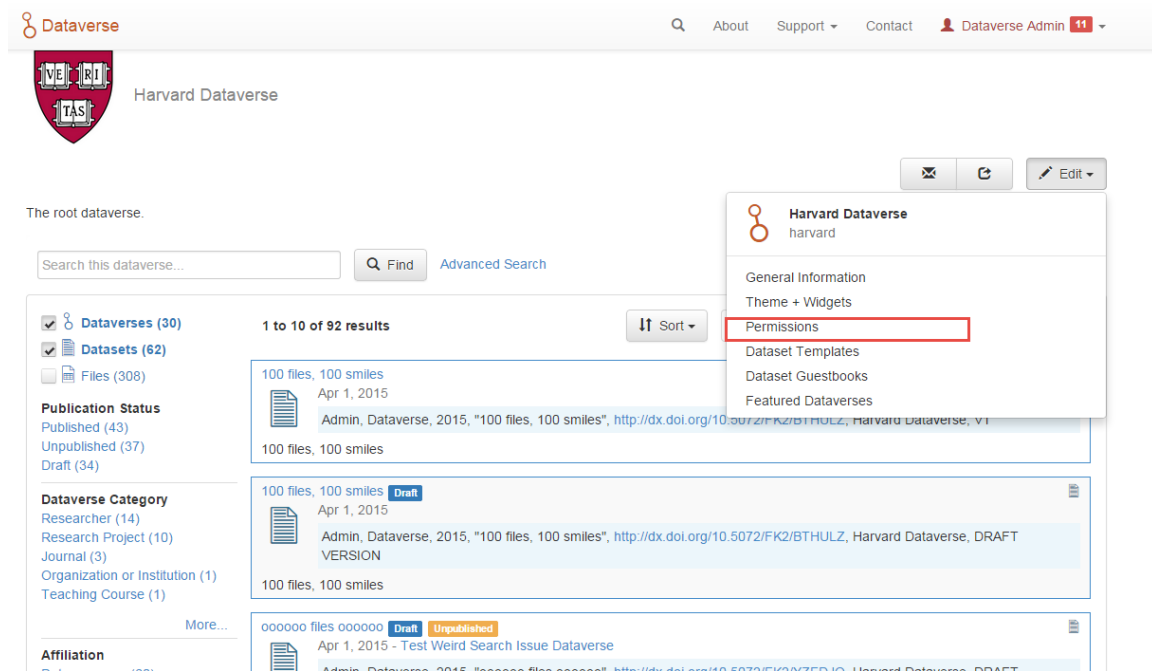 Dataverse
About
Support
Contact
Dataverse Admin 11
VE RI
TAS
Harvard Dataverse
Edit
The root dataverse.
Harvard Dataverse
harvard
General Information
Theme + Widgets
Permissions
Dataset Templates
Dataset Guestbooks
Featured Dataverses
Search this dataverse...
Find
Advanced Search
Dataverses (30)
Datasets (62)
Files (308)
Publication Status
Published (43)
Unpublished (37)
Draft (34)
Dataverse Category
Researcher (14)
Research Project (10)
Journal (3)
Organization or Institution (1)
Teaching Course (1)
More...
Affiliation
1 to 10 of 92 results
Sort
100 files, 100 smiles
Apr 1, 2015
Admin, Dataverse, 2015, "100 files, 100 smiles", http://dx.doi.org/10.5072/FK2/BTHULZ, Harvard Dataverse, V1
100 files, 100 smiles
100 files, 100 smiles Draft
Apr 1, 2015
Admin, Dataverse, 2015, "100 files, 100 smiles", http://dx.doi.org/10.5072/FK2/BTHULZ, Harvard Dataverse, DRAFT
VERSION
100 files, 100 smiles
oooooo files oooooo Draft Unpublished
Apr 1, 2015 - Test Weird Search Issue Dataverse